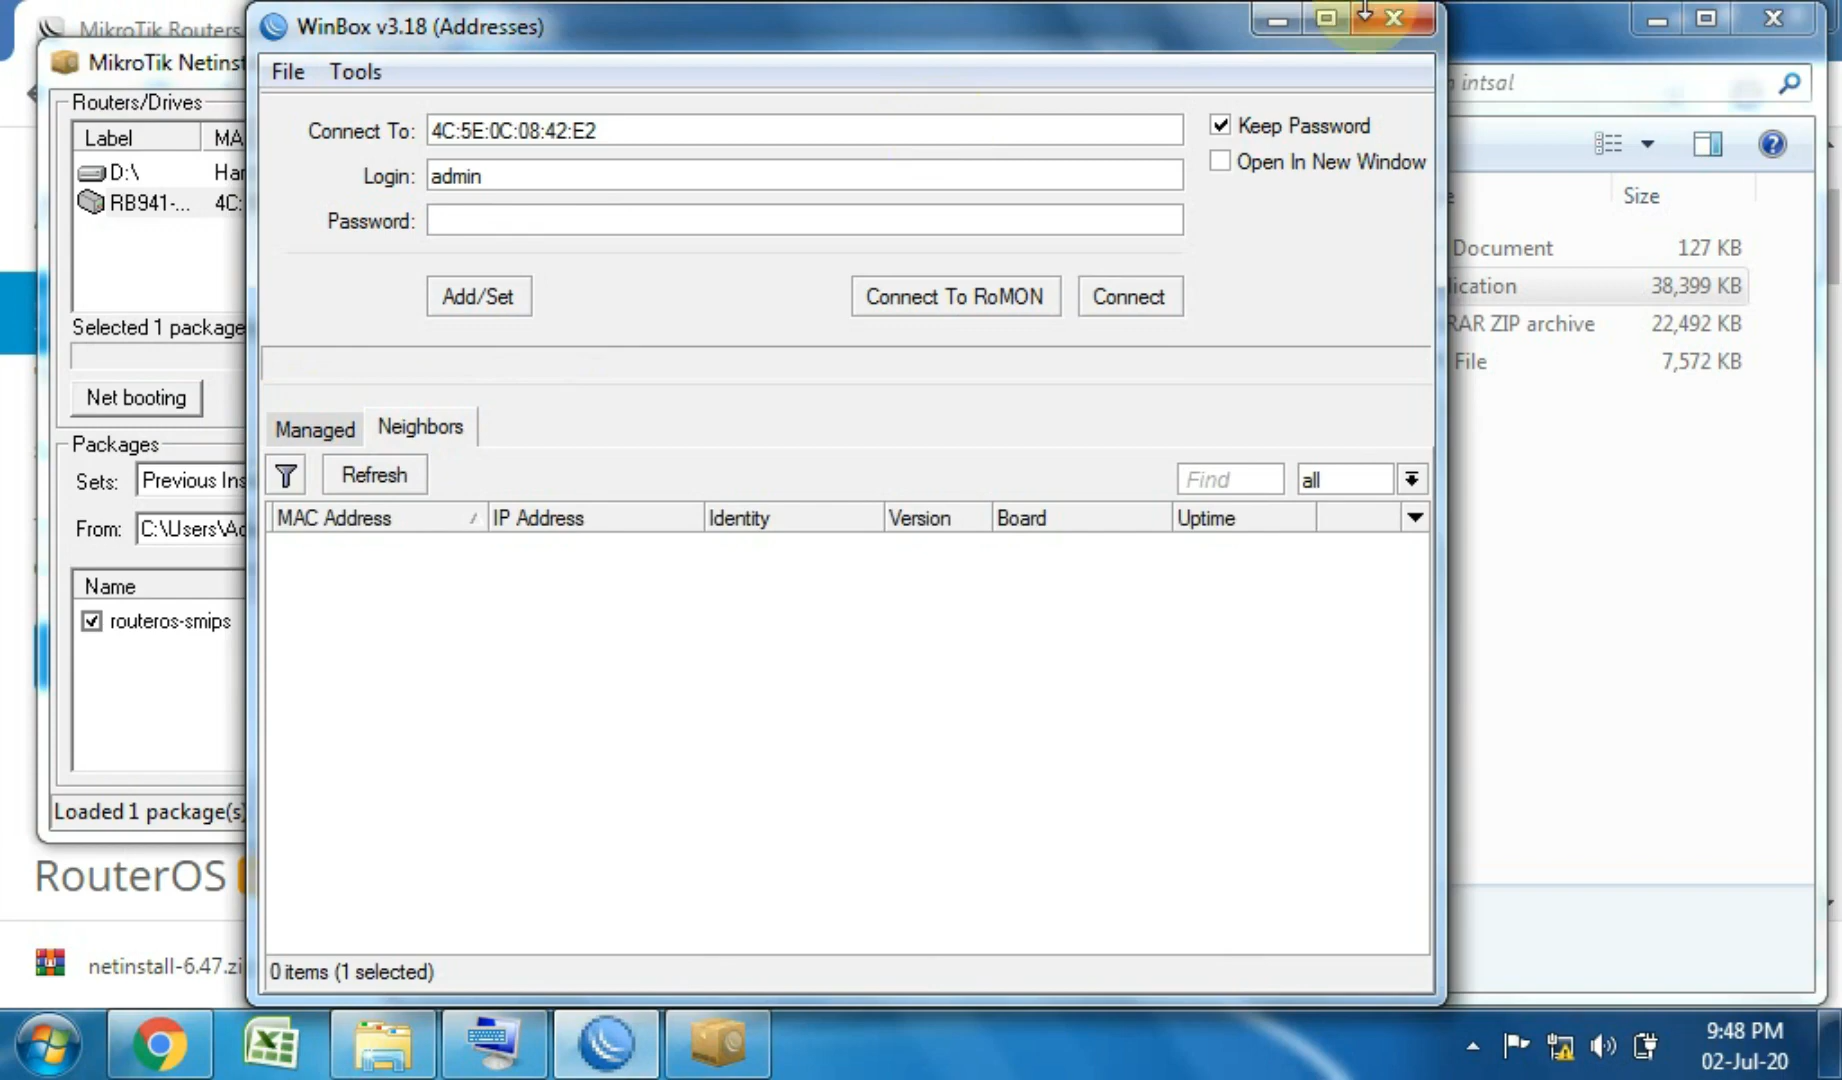 MikroTik Routers
MikroTik Netinst
Routers/Drives
Label MA
D:\ Har
RB941-... 4C:
Selected 1 package
Net booting
Packages
Sets: Previous Ins
From: C:\Users\Ad
Name
routeros-smips
Loaded 1 package(s)
RouterOS
netinstall-6.47.zi
WinBox v3.18 (Addresses)
File Tools
Connect To: 4C:5E:0C:08:42:E2
Keep Password
Login: admin
Open In New Window
Password:
Add/Set Connect To RoMON Connect
Managed Neighbors
Refresh Find all
MAC Address IP Address Identity Version Board Uptime
0 items (1 selected)
intsal
Size
Document 127 KB
ication 38,399 KB
RAR ZIP archive 22,492 KB
File 7,572 KB
9:48 PM
02-Jul-20